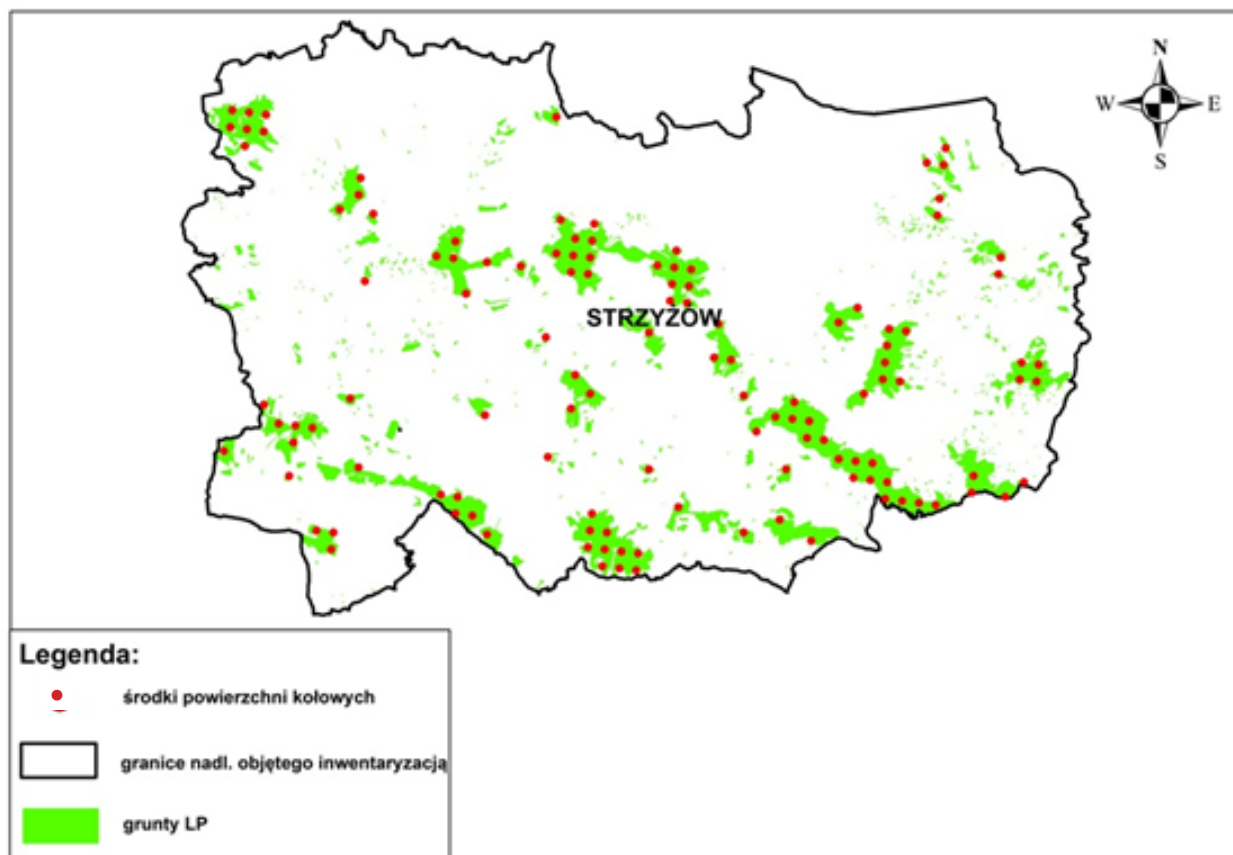 N
W E
S
STRZYŻÓW
Legenda:
środki powierzchni kołowych
granice nadl. objętego inwentaryzacją
grunty LP